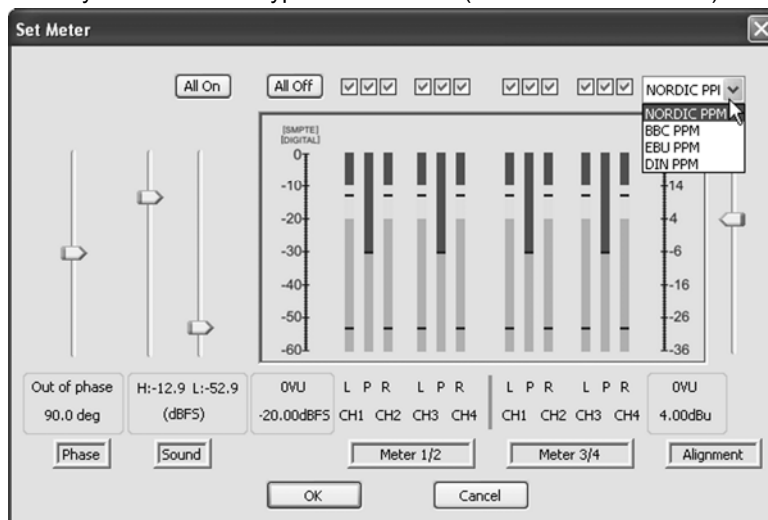 Set Meter
All On
All Off
NORDIC PPI
NORDIC PPM
BBC PPM
EBU PPM
DIN PPM
[SMPTE]
[DIGITAL]
0
-10
-20
-30
-40
-50
-60
14
4
-6
-16
-26
-36
Out of phase
90.0 deg
H:-12.9 L:-52.9
(dBFS)
0VU
-20.00dBFS
L P R L P R
CH1 CH2 CH3 CH4
L P R L P R
CH1 CH2 CH3 CH4
0VU
4.00dBu
Phase
Sound
Meter 1/2
Meter 3/4
Alignment
OK
Cancel